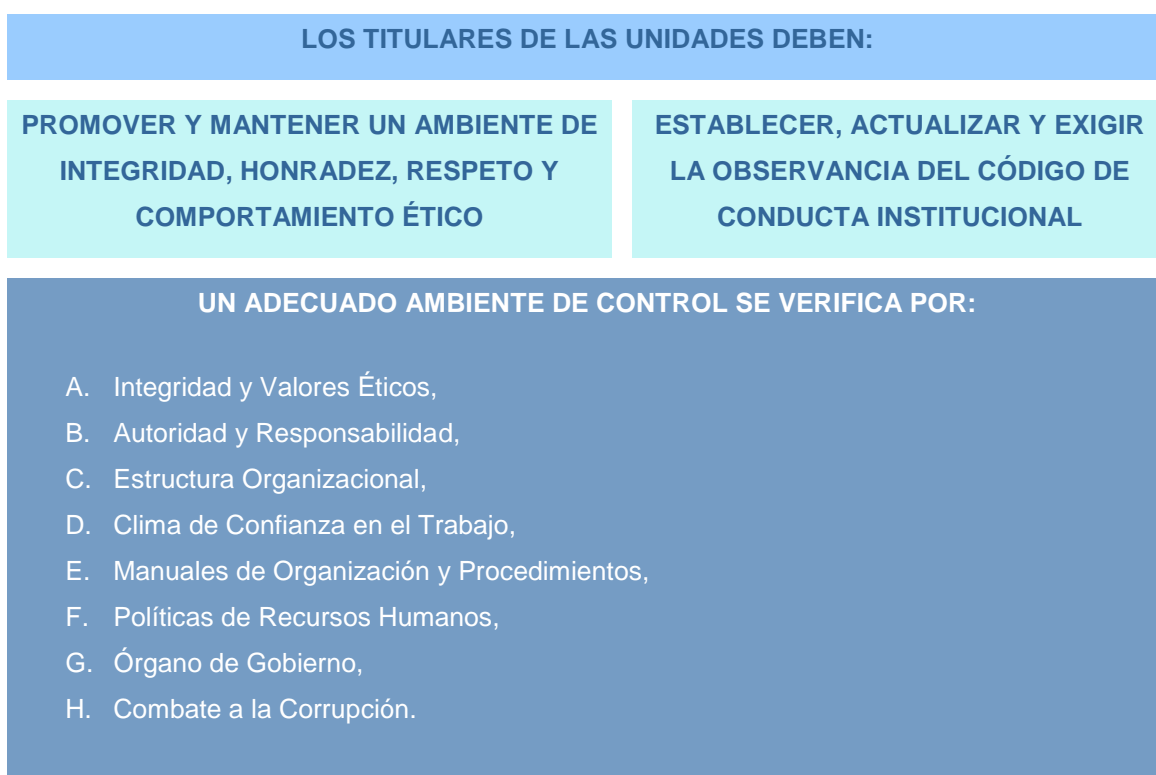 LOS TITULARES DE LAS UNIDADES DEBEN:
PROMOVER Y MANTENER UN AMBIENTE DE
INTEGRIDAD, HONRADEZ, RESPETO Y
COMPORTAMIENTO ÉTICO
ESTABLECER, ACTUALIZAR Y EXIGIR
LA OBSERVANCIA DEL CÓDIGO DE
CONDUCTA INSTITUCIONAL
UN ADECUADO AMBIENTE DE CONTROL SE VERIFICA POR:
A. Integridad y Valores Éticos,
B. Autoridad y Responsabilidad,
C. Estructura Organizacional,
D. Clima de Confianza en el Trabajo,
E. Manuales de Organización y Procedimientos,
F. Políticas de Recursos Humanos,
G. Órgano de Gobierno,
H. Combate a la Corrupción.